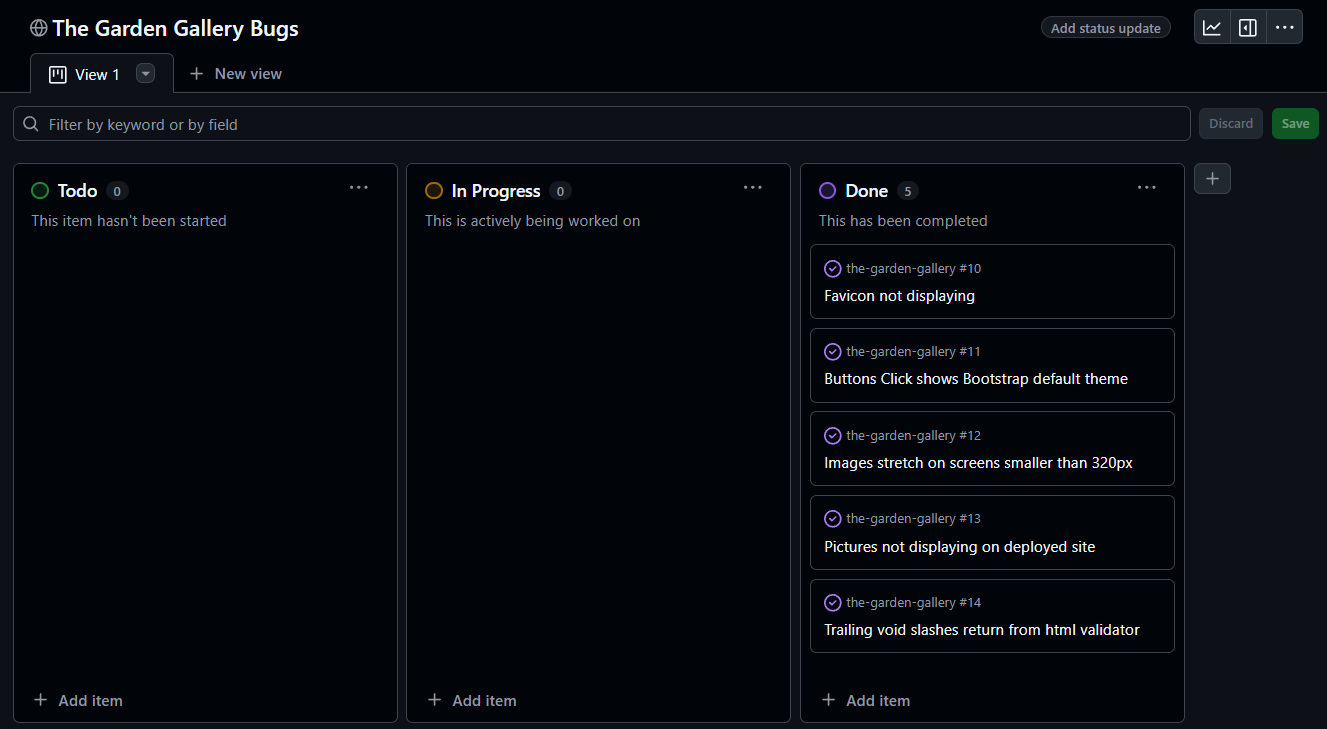 The Garden Gallery Bugs
Add status update
View 1
New view
Filter by keyword or by field
Discard
Save
Todo 0
This item hasn't been started
Add item
In Progress 0
This is actively being worked on
Add item
Done 5
This has been completed
the-garden-gallery #10
Favicon not displaying
the-garden-gallery #11
Buttons Click shows Bootstrap default theme
the-garden-gallery #12
Images stretch on screens smaller than 320px
the-garden-gallery #13
Pictures not displaying on deployed site
the-garden-gallery #14
Trailing void slashes return from html validator
Add item